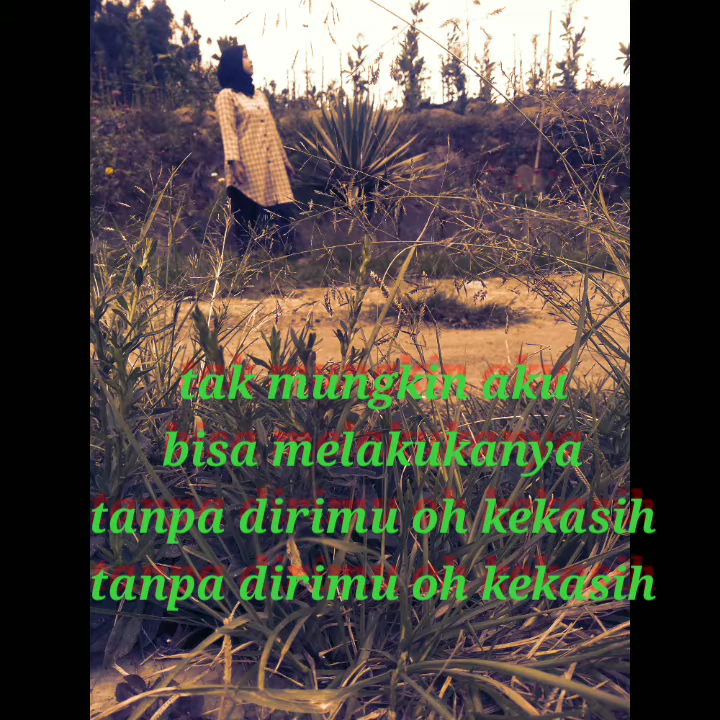 tak mungkin aku
bisa melakukanya
tanpa dirimu oh kekasih
tanpa dirimu oh kekasih